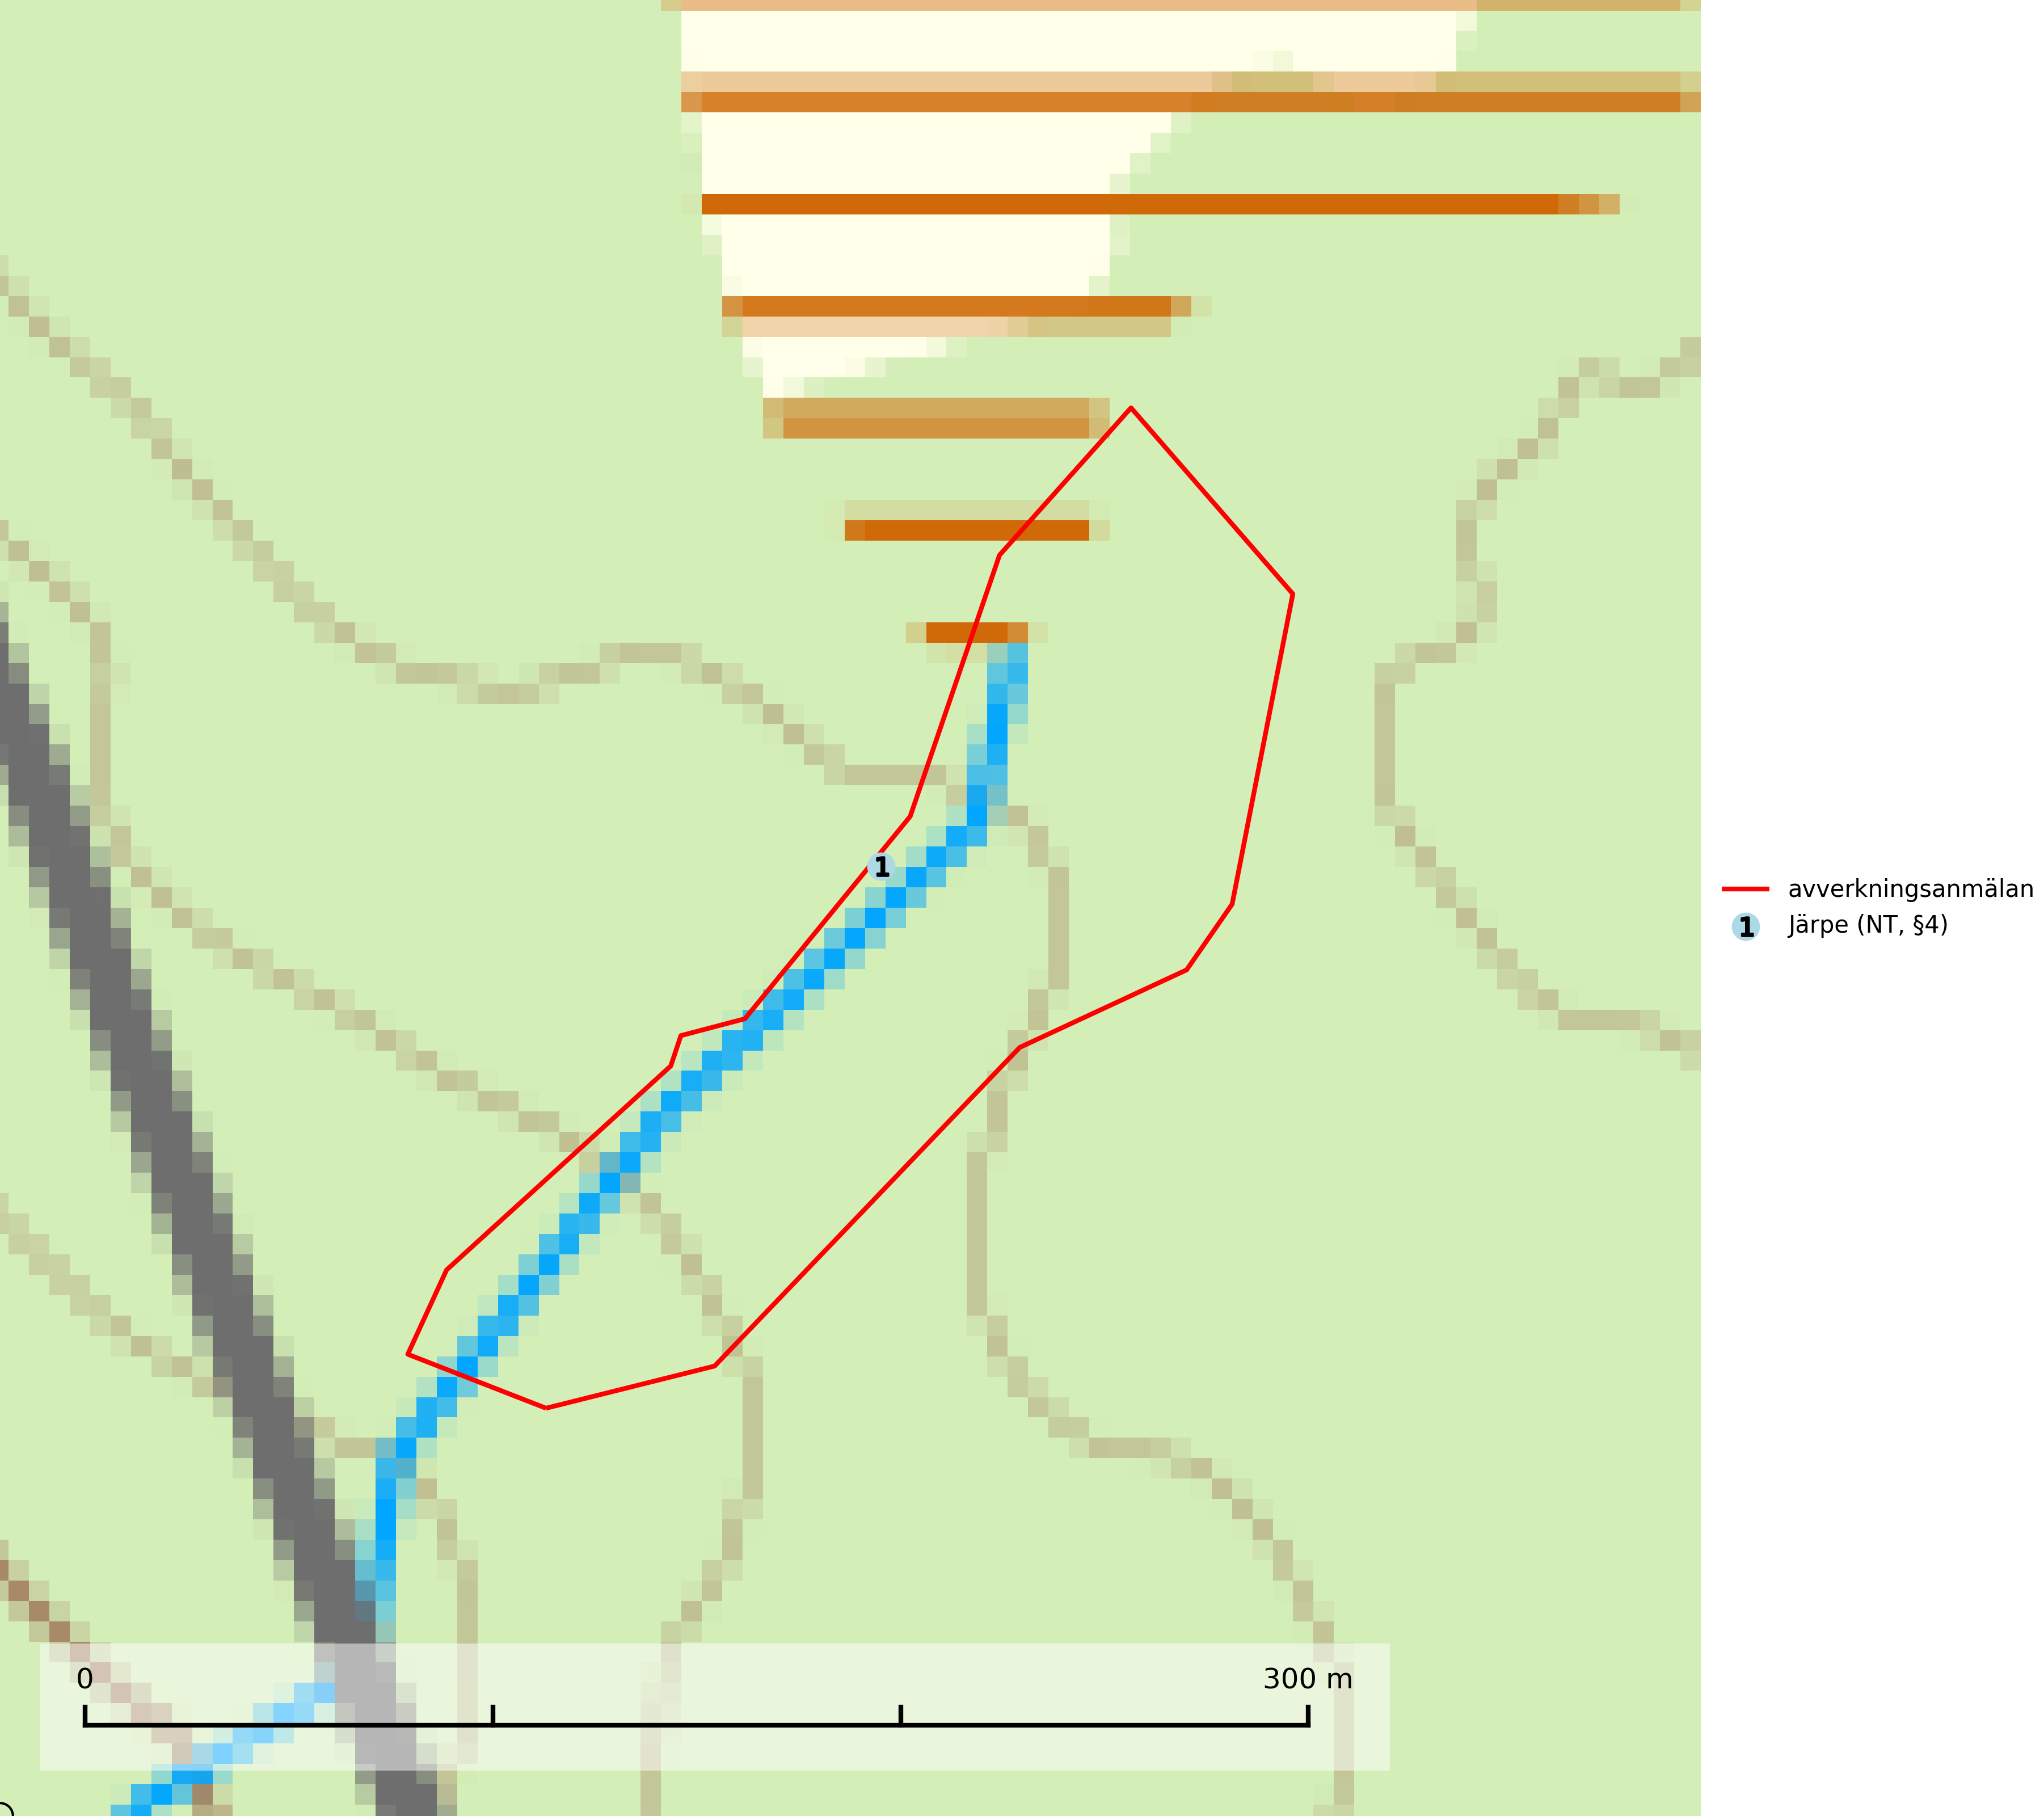 1
avverkningsanmälan
1 Järpe (NT, §4)
0 300 m